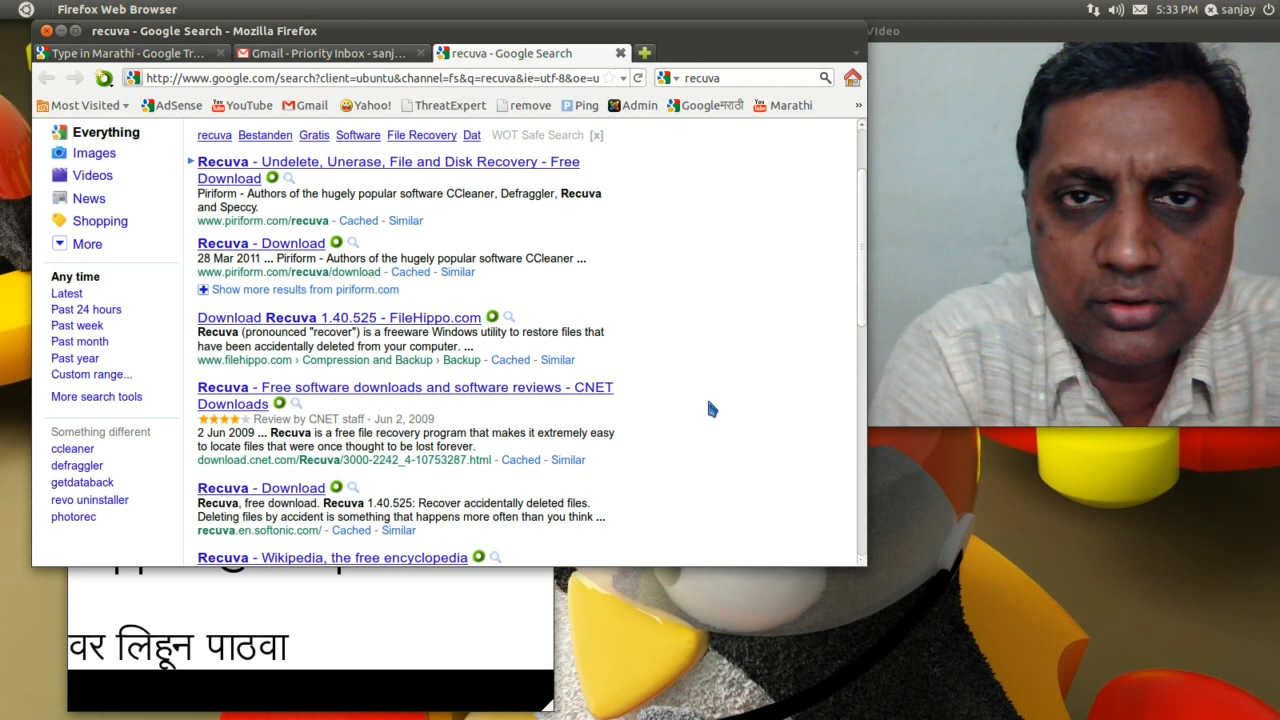 Firefox Web Browser
5:33 PM sanjay
recuva - Google Search - Mozilla Firefox
VIdeo
Type in Marathi - Google Tr...
Gmail - Priority Inbox - sanj...
recuva - Google Search
http://www.google.com/search?client=ubuntu&channel=fs&q=recuva&ie=utf-8&oe=u
recuva
Most Visited AdSense YouTube Gmail Yahoo! ThreatExpert remove Ping Admin Googleमराठी Marathi »
Everything
Images
Videos
News
Shopping
More
Any time
Latest
Past 24 hours
Past week
Past month
Past year
Custom range...
More search tools
Something different
ccleaner
defraggler
getdataback
revo uninstaller
photorec
recuva Bestanden Gratis Software File Recovery Dat WOT Safe Search [x]
Recuva - Undelete, Unerase, File and Disk Recovery - Free
Download
Piriform - Authors of the hugely popular software CCleaner, Defraggler, Recuva
and Speccy.
www.piriform.com/recuva - Cached - Similar
Recuva - Download
28 Mar 2011 ... Piriform - Authors of the hugely popular software CCleaner ...
www.piriform.com/recuva/download - Cached - Similar
Show more results from piriform.com
Download Recuva 1.40.525 - FileHippo.com
Recuva (pronounced "recover") is a freeware Windows utility to restore files that
have been accidentally deleted from your computer. ...
www.filehippo.com › Compression and Backup › Backup - Cached - Similar
Recuva - Free software downloads and software reviews - CNET
Downloads
Review by CNET staff - Jun 2, 2009
2 Jun 2009 ... Recuva is a free file recovery program that makes it extremely easy
to locate files that were once thought to be lost forever.
download.cnet.com/Recuva/3000-2242_4-10753287.html - Cached - Similar
Recuva - Download
Recuva, free download. Recuva 1.40.525: Recover accidentally deleted files.
Deleting files by accident is something that happens more often than you think ...
recuva.en.softonic.com/ - Cached - Similar
Recuva - Wikipedia, the free encyclopedia
वर लिहून पाठवा